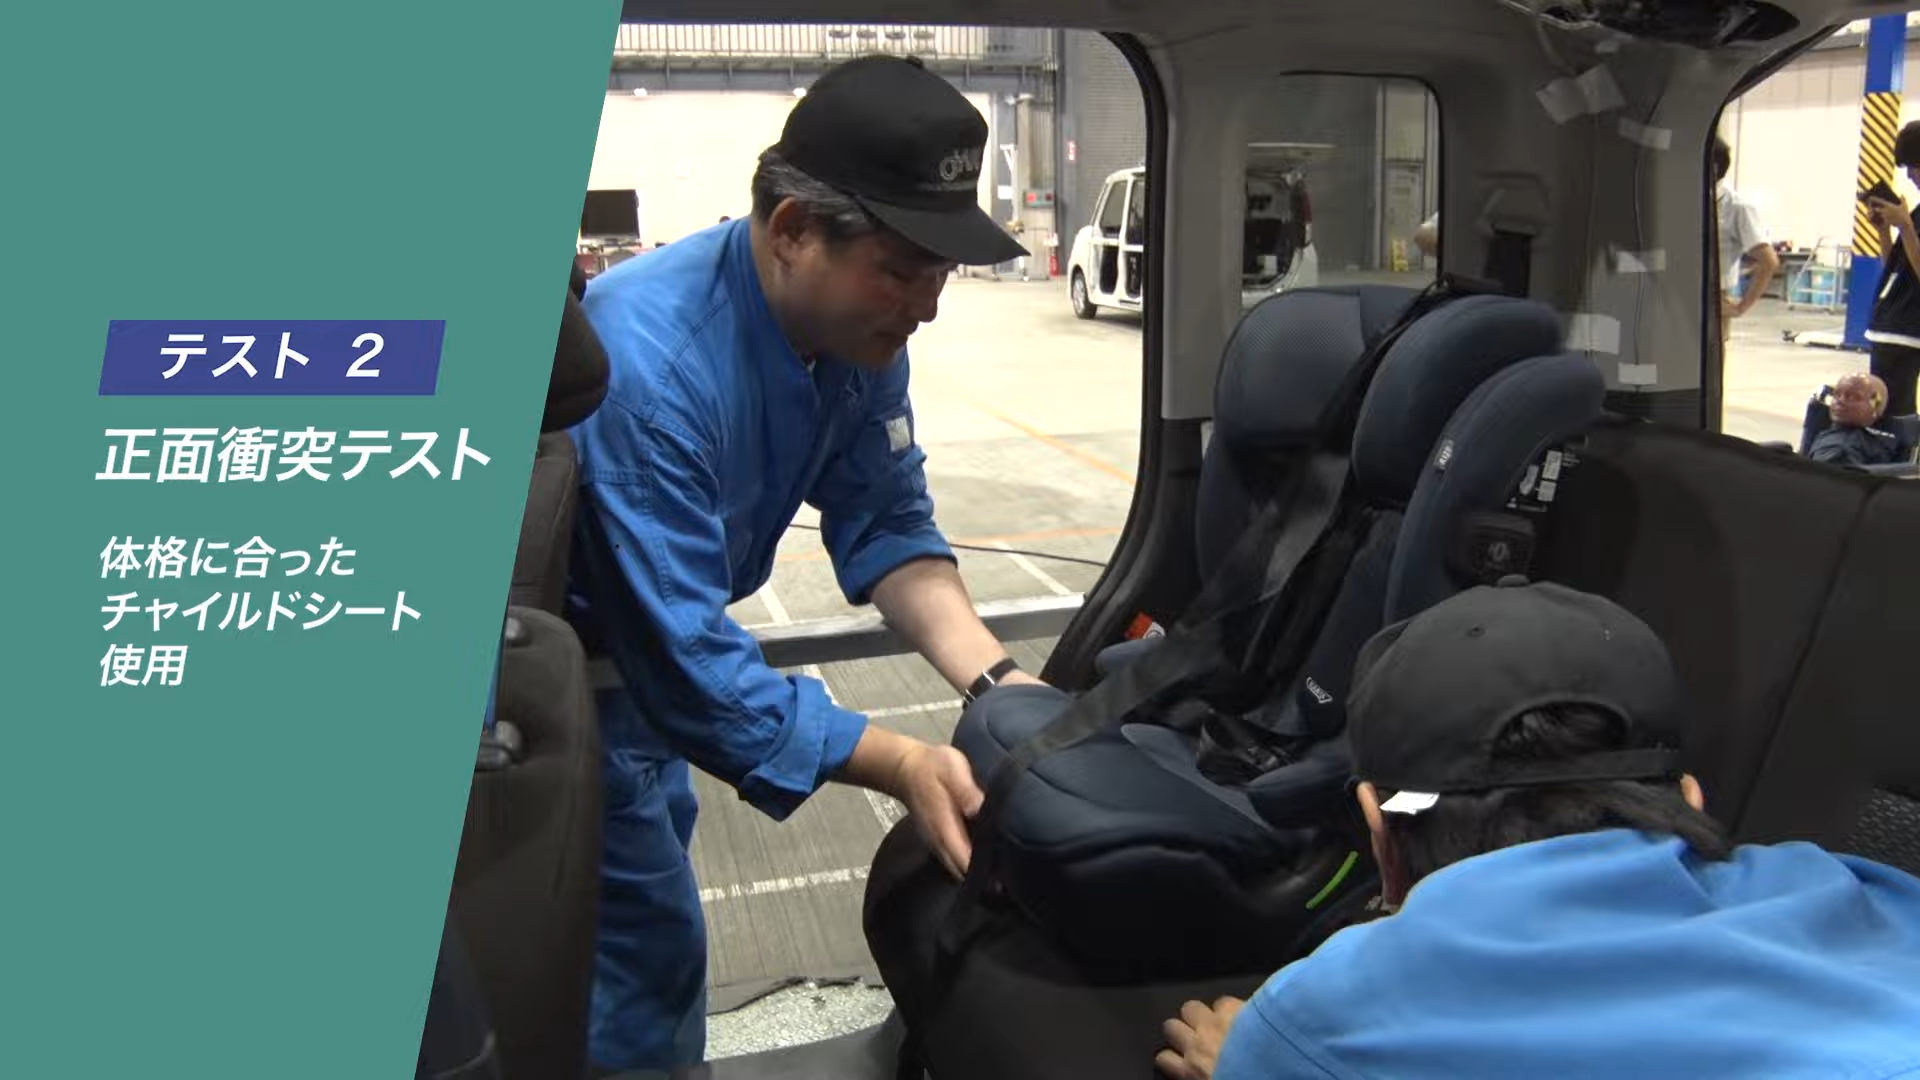 テスト 2
正面衝突テスト
体格に合った
チャイルドシート
使用